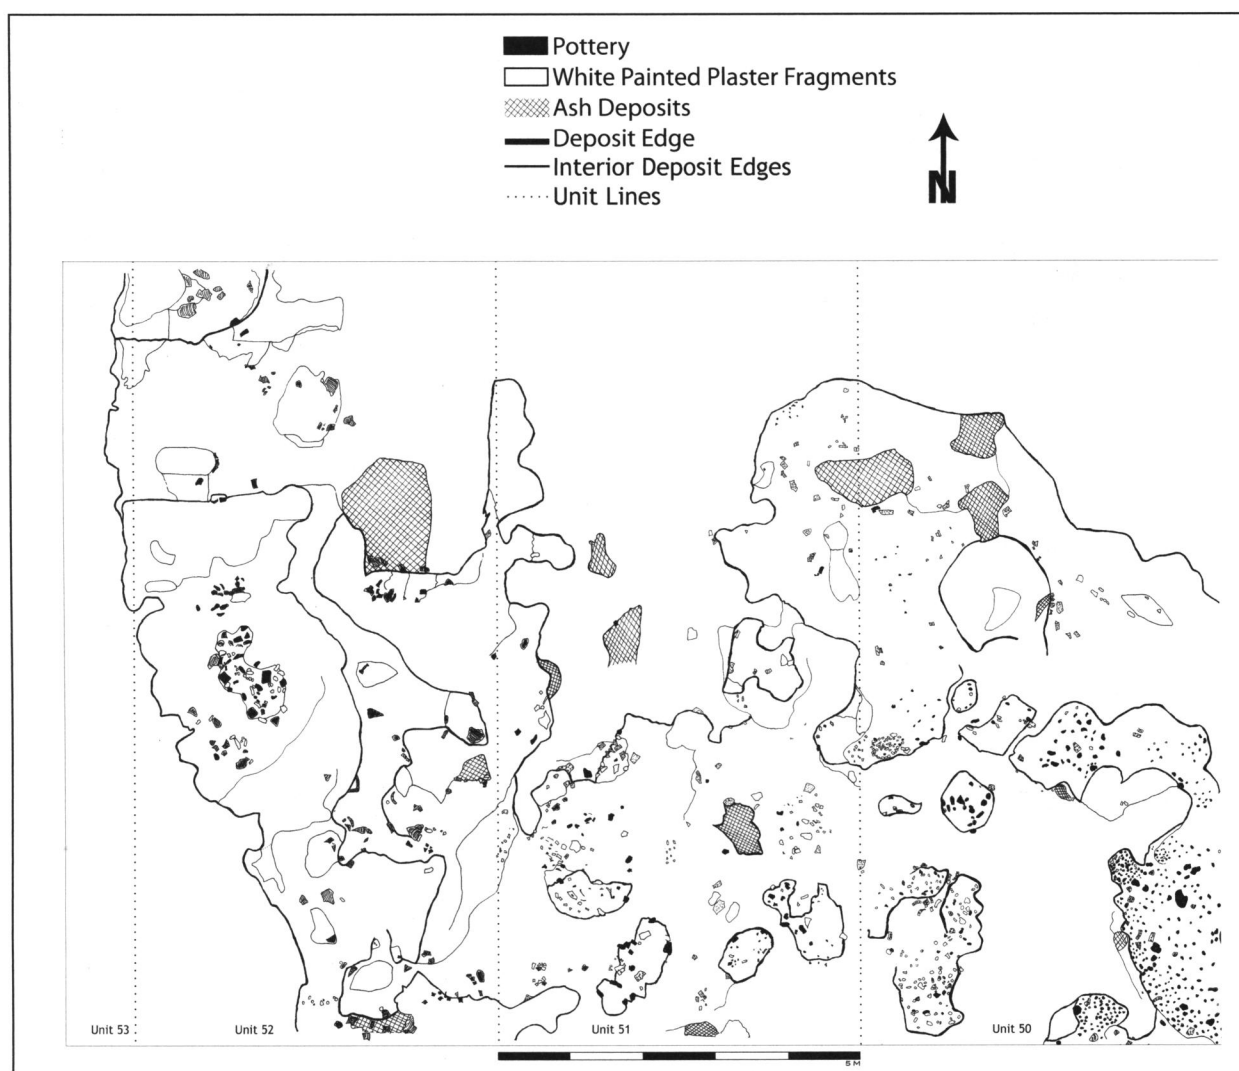 Pottery
White Painted Plaster Fragments
Ash Deposits
Deposit Edge
Interior Deposit Edges
Unit Lines
N
Unit 53
Unit 52
Unit 51
Unit 50
5 M